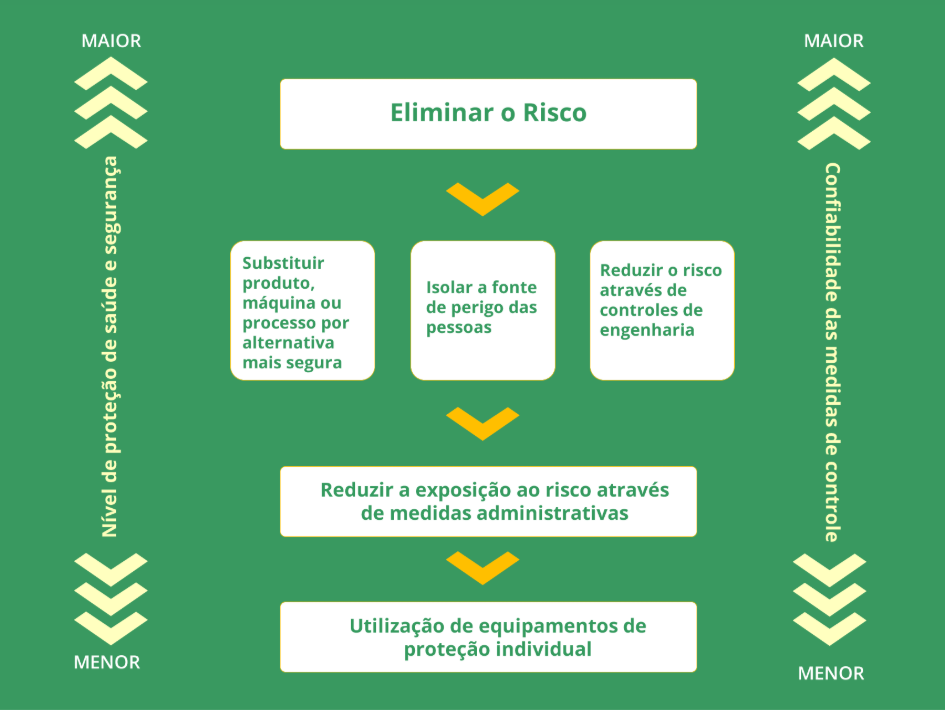 MAIOR
MAIOR
Eliminar o Risco
Nível de proteção de saúde e segurança
Confiabilidade das medidas de controle
Substituir
produto,
máquina ou
processo por
alternativa
mais segura
Isolar a fonte
de perigo das
pessoas
Reduzir o risco
através de
controles de
engenharia
Reduzir a exposição ao risco através
de medidas administrativas
Utilização de equipamentos de
proteção individual
MENOR
MENOR